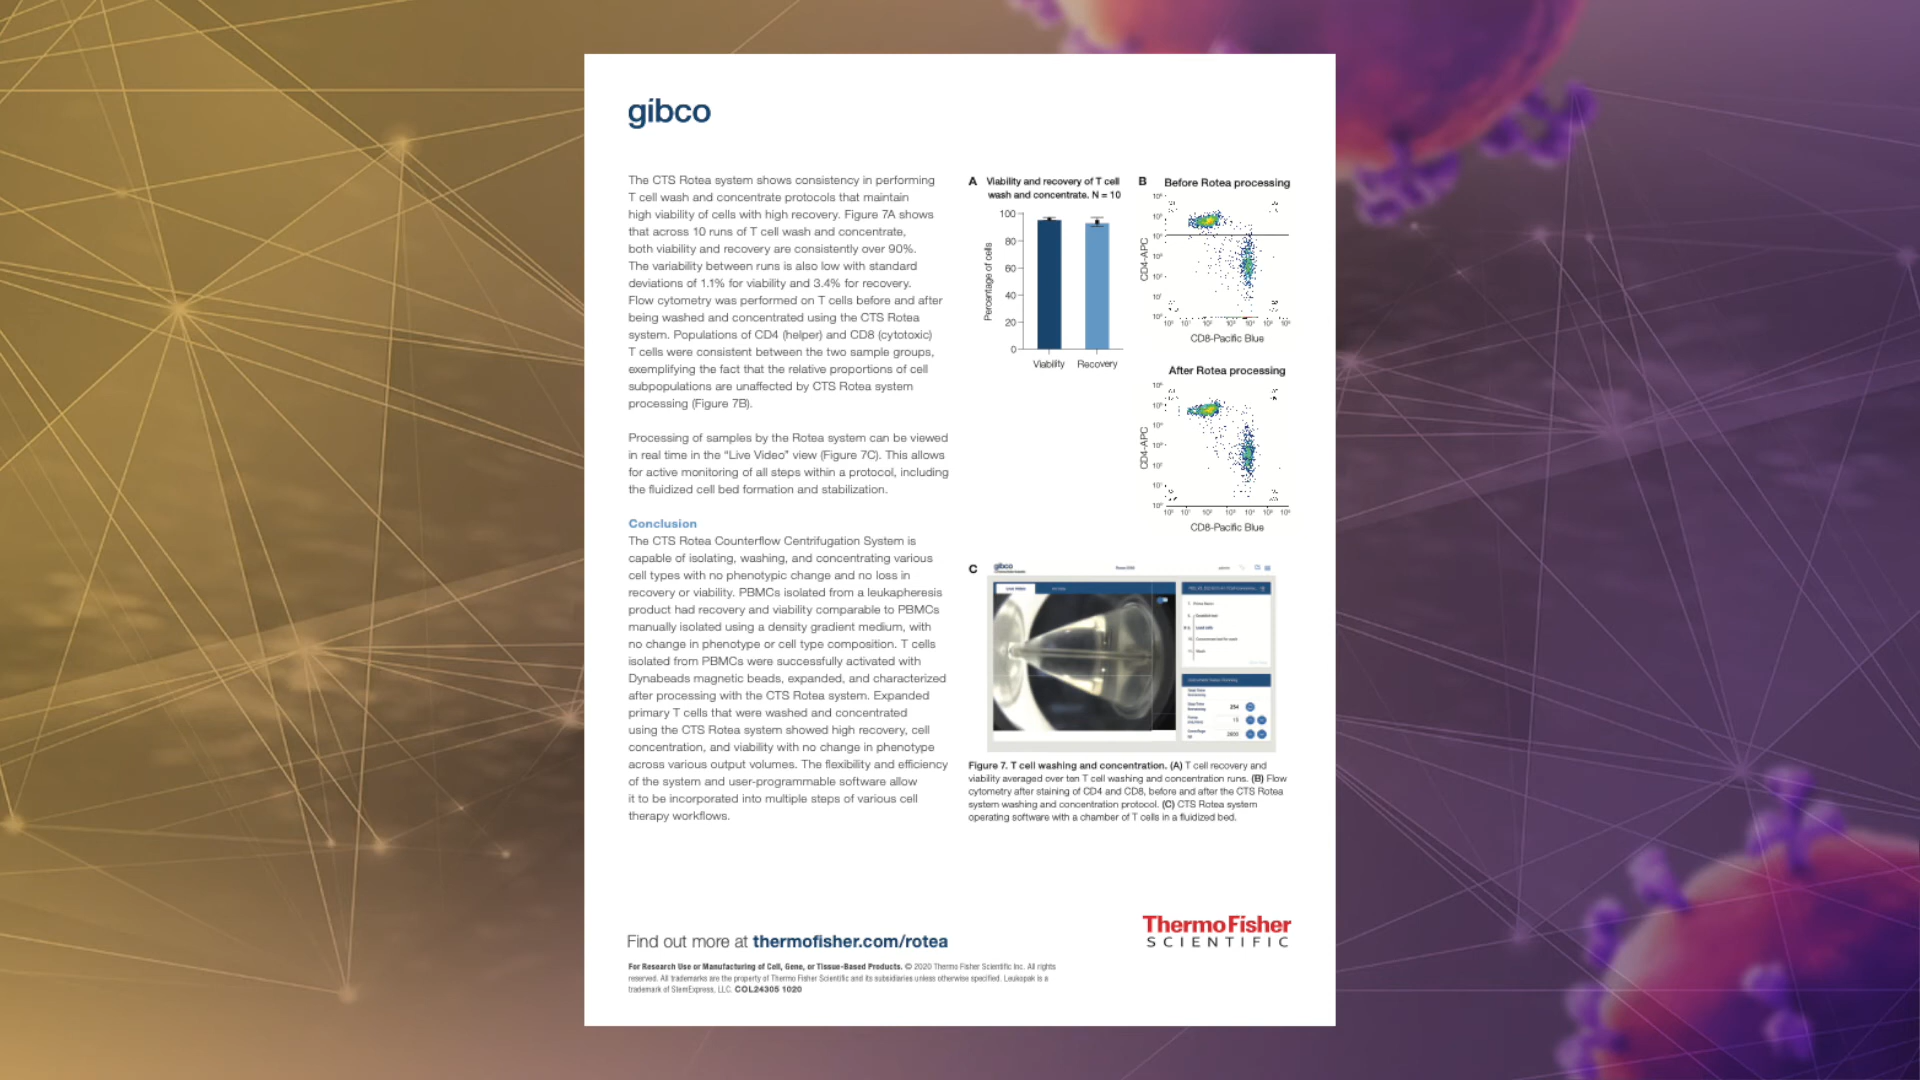 gibco
The CTS Rotea system shows consistency in performing
T cell wash and concentrate protocols that maintain
high viability of cells with high recovery. Figure 7A shows
that across 10 runs of T cell wash and concentrate,
both viability and recovery are consistently over 90%.
The variability between runs is also low with standard
deviations of 1.1% for viability and 3.4% for recovery.
Flow cytometry was performed on T cells before and after
being washed and concentrated using the CTS Rotea
system. Populations of CD4 (helper) and CD8 (cytotoxic)
T cells were consistent between the two sample groups,
exemplifying the fact that the relative proportions of cell
subpopulations are unaffected by CTS Rotea system
processing (Figure 7B).
Processing of samples by the Rotea system can be viewed
in real time in the “Live Video” view (Figure 7C). This allows
for active monitoring of all steps within a protocol, including
the fluidized cell bed formation and stabilization.
Conclusion
The CTS Rotea Counterflow Centrifugation System is
capable of isolating, washing, and concentrating various
cell types with no phenotypic change and no loss in
recovery or viability. PBMCs isolated from a leukapheresis
product had recovery and viability comparable to PBMCs
manually isolated using a density gradient medium, with
no change in phenotype or cell type composition. T cells
isolated from PBMCs were successfully activated with
Dynabeads magnetic beads, expanded, and characterized
after processing with the CTS Rotea system. Expanded
primary T cells that were washed and concentrated
using the CTS Rotea system showed high recovery, cell
concentration, and viability with no change in phenotype
across various output volumes. The flexibility and efficiency
of the system and user-programmable software allow
it to be incorporated into multiple steps of various cell
therapy workflows.
A Viability and recovery of T cell
wash and concentrate. N = 10
Percentage of cells
100
80
60
40
20
0
Viability Recovery
B Before Rotea processing
CD4-APC
CD8-Pacific Blue
After Rotea processing
CD4-APC
CD8-Pacific Blue
C
gibco
254
15
2600
Figure 7. T cell washing and concentration. (A) T cell recovery and
viability averaged over ten T cell washing and concentration runs. (B) Flow
cytometry after staining of CD4 and CD8, before and after the CTS Rotea
system washing and concentration protocol. (C) CTS Rotea system
operating software with a chamber of T cells in a fluidized bed.
Find out more at thermofisher.com/rotea
ThermoFisher
SCIENTIFIC
For Research Use or Manufacturing of Cell, Gene, or Tissue-Based Products. © 2020 Thermo Fisher Scientific Inc. All rights
reserved. All trademarks are the property of Thermo Fisher Scientific and its subsidiaries unless otherwise specified. Leukopak is a
trademark of StemExpress, LLC. COL24305 1020